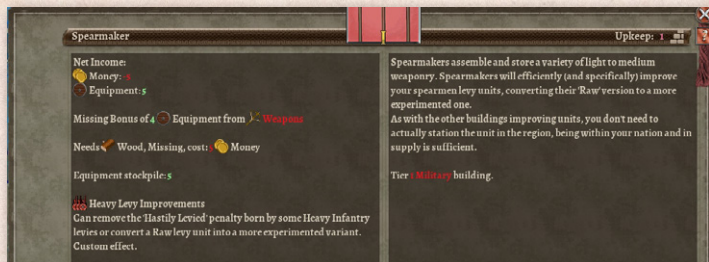 Spearmaker
Upkeep: 1
Net Income:
Money: -3
Equipment: 5
Missing Bonus of 4 Equipment from Weapons
Needs Wood, Missing, cost: Money
Equipment stockpile: 5
Heavy Levy Improvements
Can remove the 'Hastily Levied' penalty born by some Heavy Infantry
levies or convert a Raw levy unit into a more experimented variant.
Custom effect.
Spearmakers assemble and store a variety of light to medium
weaponry. Spearmakers will efficiently (and specifically) improve
your spearmen levy units, converting their 'Raw' version to a more
experimented one.
As with the other buildings improving units, you don't need to
actually station the unit in the region, being within your nation and in
supply is sufficient.
Tier 1 Military building.